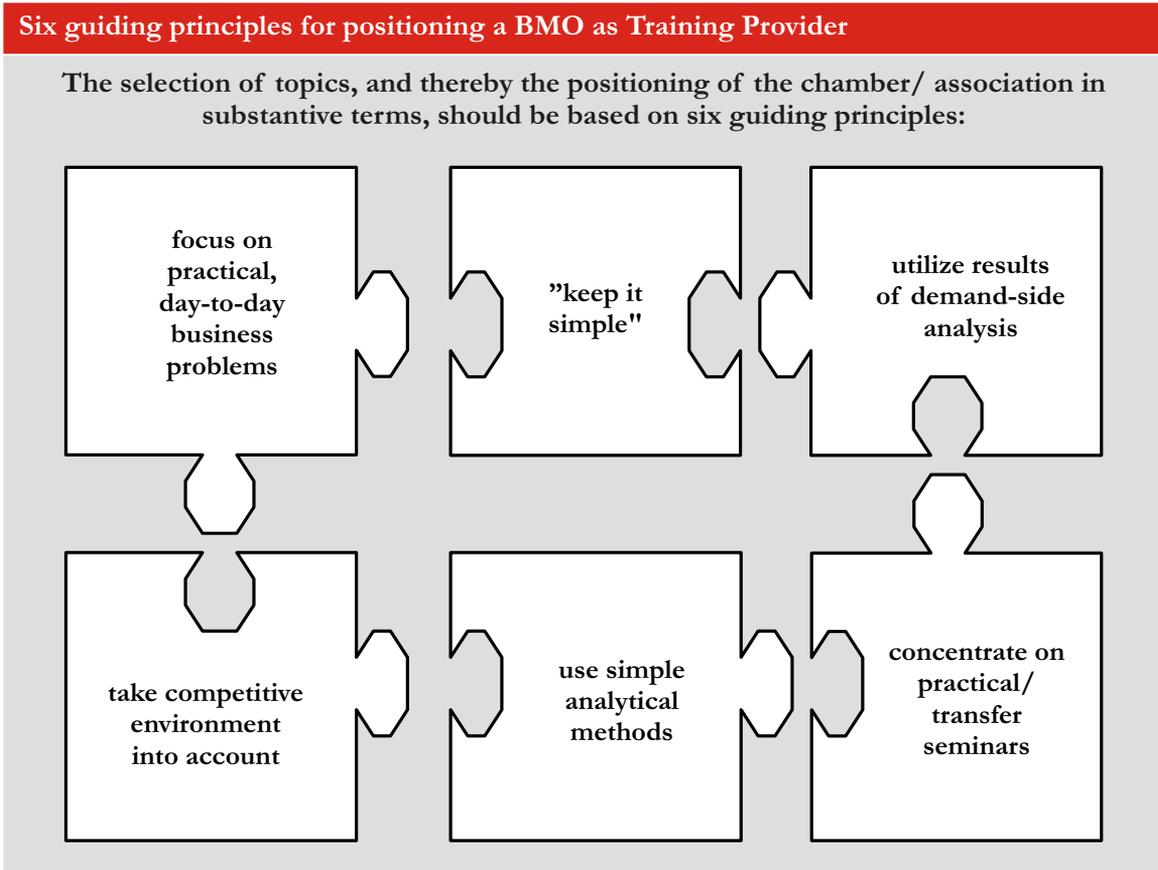 Six guiding principles for positioning a BMO as Training Provider
The selection of topics, and thereby the positioning of the chamber/ association in
substantive terms, should be based on six guiding principles:
focus on
practical,
day-to-day
business
problems
”keep it
simple"
utilize results
of demand-side
analysis
take competitive
environment
into account
use simple
analytical
methods
concentrate on
practical/
transfer
seminars